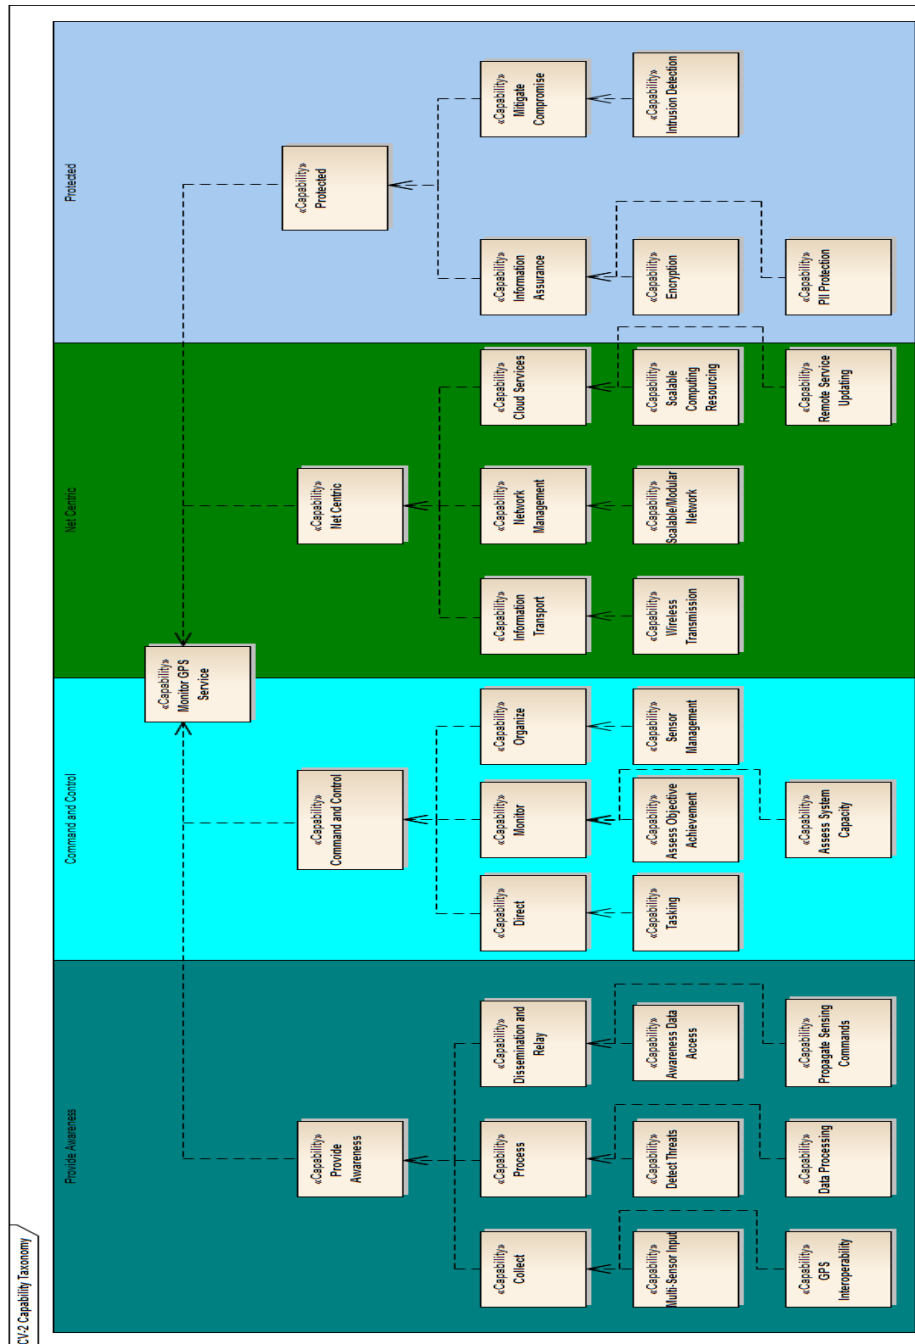 CV-2 Capability Taxonomy
Provide Awareness
Command and Control
Net Centric
Protected
«Capability»
Monitor GPS
Service
«Capability»
Provide
Awareness
«Capability»
Command and Control
«Capability»
Net Centric
«Capability»
Protected
«Capability»
Collect
«Capability»
Process
«Capability»
Dissemination and
Relay
«Capability»
Direct
«Capability»
Monitor
«Capability»
Organize
«Capability»
Information
Transport
«Capability»
Network
Management
«Capability»
Cloud Services
«Capability»
Information
Assurance
«Capability»
Mitigate
Compromise
«Capability»
Multi-Sensor Input
«Capability»
Detect Threats
«Capability»
Awareness Data
Access
«Capability»
Tasking
«Capability»
Assess Objective
Achievement
«Capability»
Sensor
Management
«Capability»
Wireless
Transmission
«Capability»
Scalable/Modular
Network
«Capability»
Scalable
Computing
Resourcing
«Capability»
Encryption
«Capability»
Intrusion Detection
«Capability»
GPS
Interoperability
«Capability»
Data Processing
«Capability»
Propagate Sensing
Commands
«Capability»
Assess System
Capacity
«Capability»
Remote Service
Updating
«Capability»
PII Protection